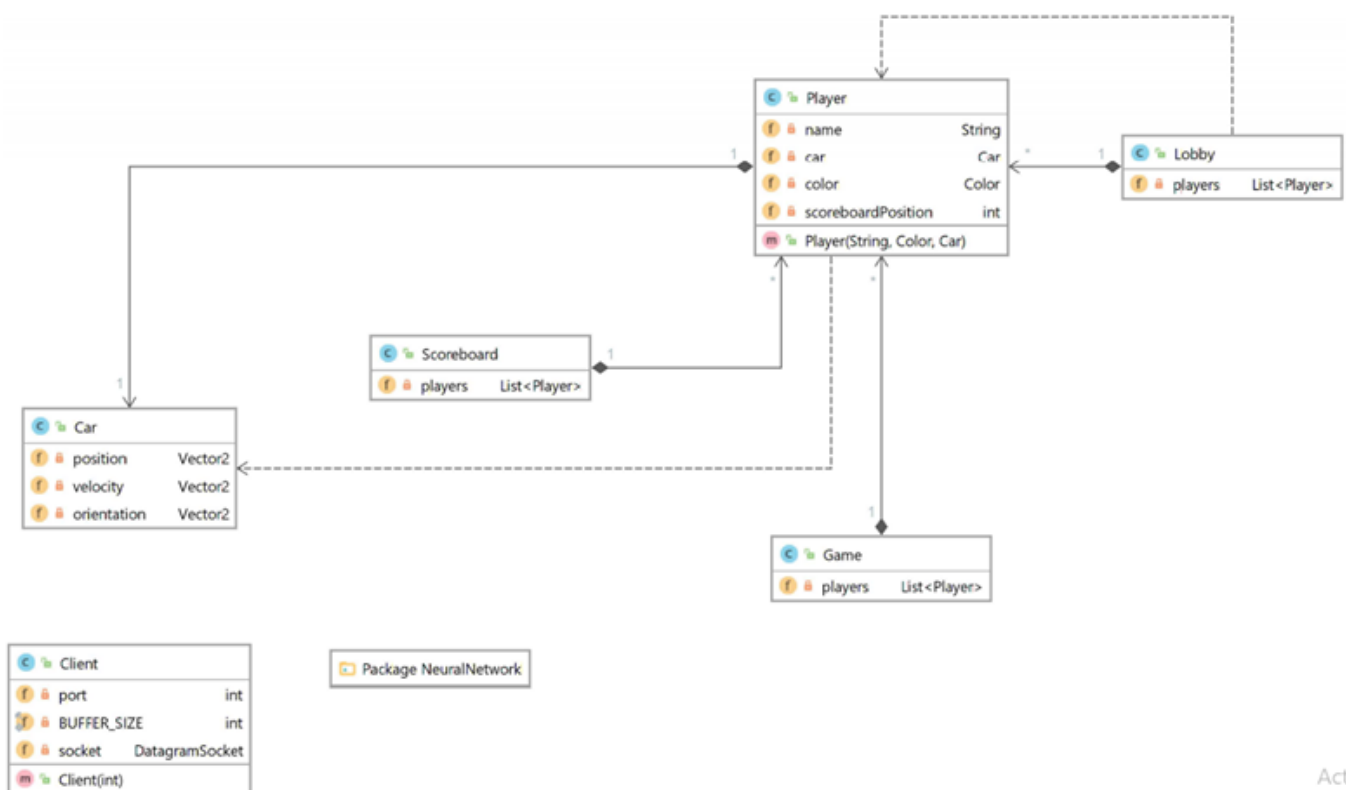 Player
name String
car Car
color Color
scoreboardPosition int
Player(String, Color, Car)
Lobby
players List<Player>
1
*
1
Scoreboard
players List<Player>
1
*
*
1
Car
position Vector2
velocity Vector2
orientation Vector2
1
Game
players List<Player>
Client
port int
BUFFER_SIZE int
socket DatagramSocket
Client(int)
Package NeuralNetwork
Act